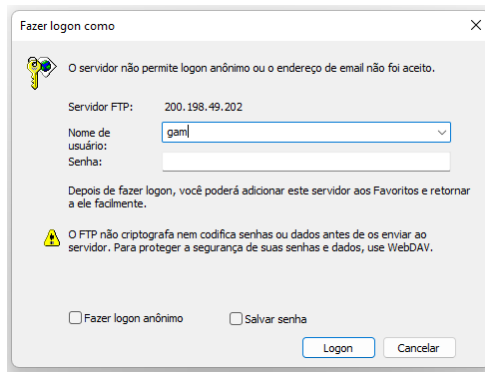 Fazer logon como
O servidor não permite logon anônimo ou o endereço de email não foi aceito.
Servidor FTP: 200.198.49.202
Nome de usuário: gam
Senha:
Depois de fazer logon, você poderá adicionar este servidor aos Favoritos e retornar
a ele facilmente.
O FTP não criptografa nem codifica senhas ou dados antes de os enviar ao
servidor. Para proteger a segurança de suas senhas e dados, use WebDAV.
Fazer logon anônimo Salvar senha
Logon Cancelar